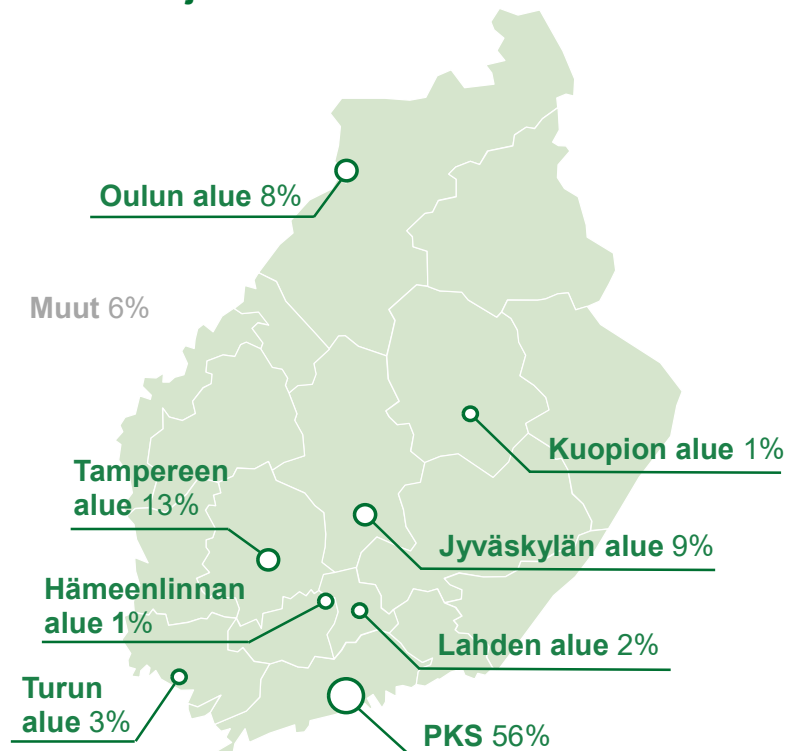 Oulun alue 8%
Muut 6%
Kuopion alue 1%
Tampereen
alue 13%
Jyväskylän alue 9%
Hämeenlinnan
alue 1%
Lahden alue 2%
Turun
alue 3%
PKS 56%